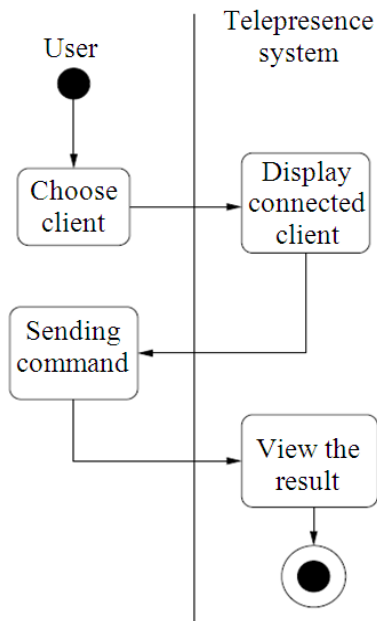 User
Telepresence
system
Choose
client
Display
connected
client
Sending
command
View the
result